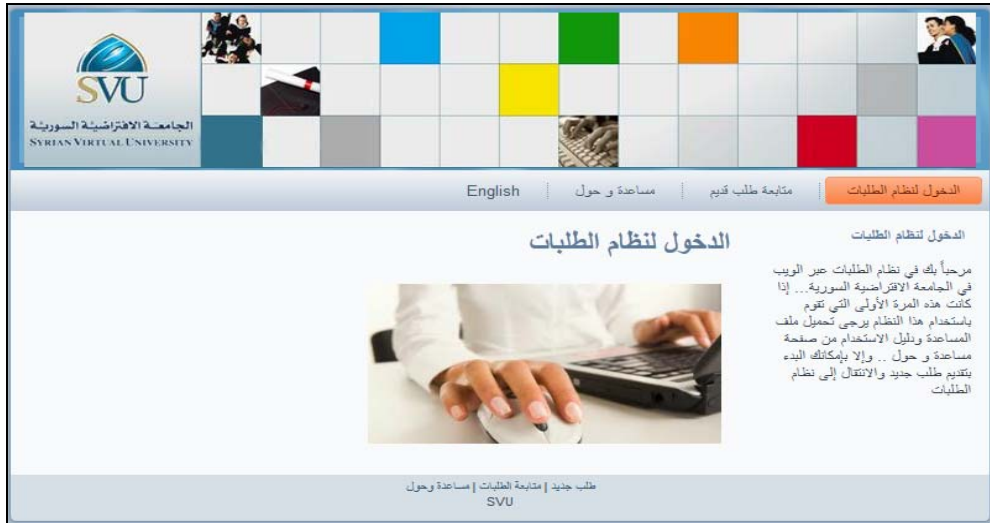 SVU
الجامعة الافتراضية السورية
SYRIAN VIRTUAL UNIVERSITY
الدخول لنظام الطلبات
متابعة طلب قديم
مساعدة و حول
English
الدخول لنظام الطلبات
مرحباً بك في نظام الطلبات عبر الويب
في الجامعة الافتراضية السورية... إذا
كانت هذه المرة الأولى التي تقوم
باستخدام هذا النظام يرجى تحميل ملف
المساعدة ودليل الاستخدام من صفحة
مساعدة و حول .. وإلا بإمكانك البدء
بتقديم طلب جديد والانتقال إلى نظام
الطلبات
الدخول لنظام الطلبات
طلب جديد | متابعة الطلبات | مساعدة وحول
SVU